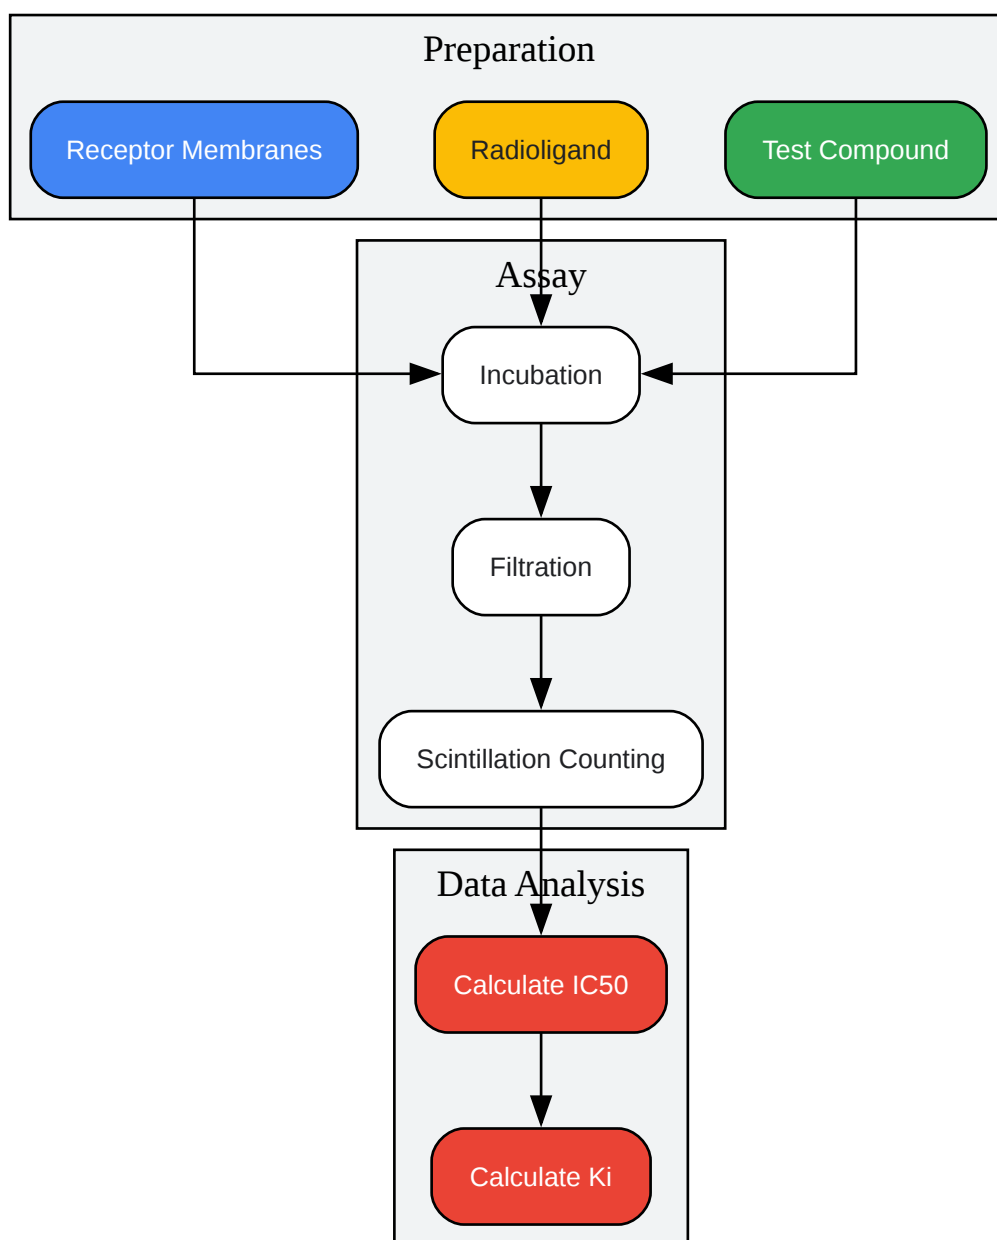 Preparation
Receptor Membranes
Radioligand
Test Compound
Assay
Incubation
Filtration
Scintillation Counting
Data Analysis
Calculate IC50
Calculate Ki